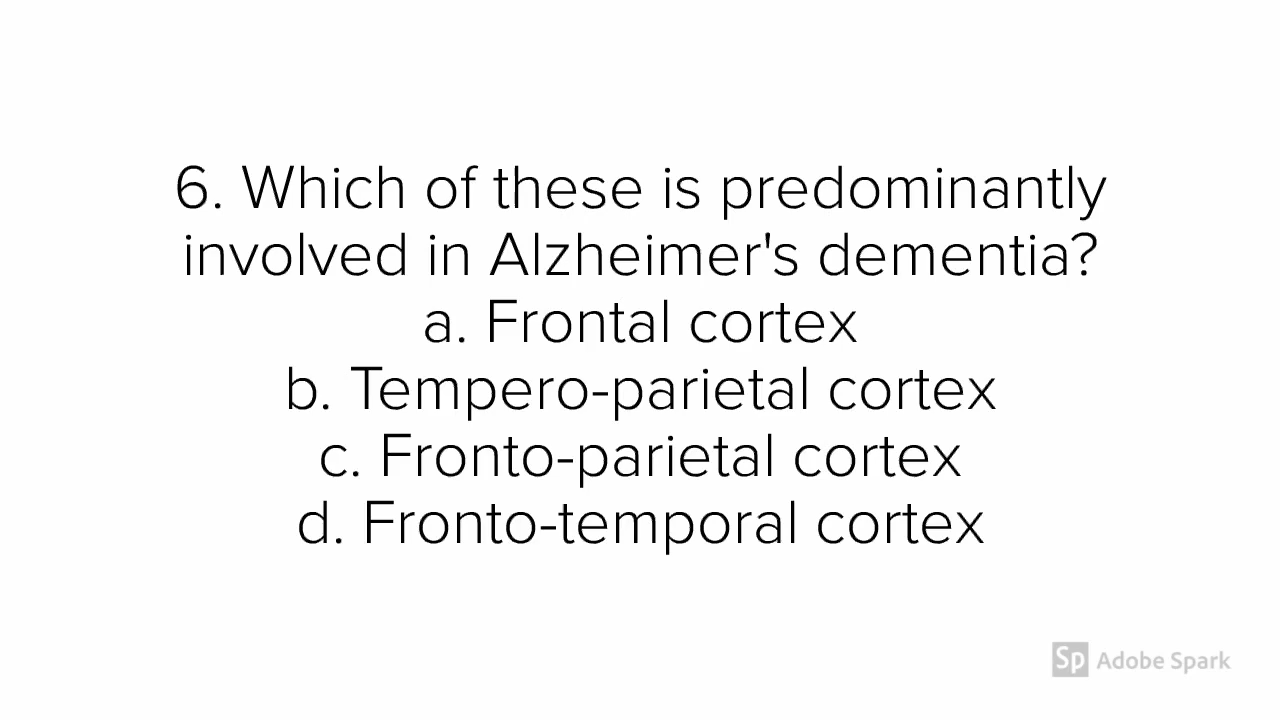 6. Which of these is predominantly
involved in Alzheimer's dementia?
a. Frontal cortex
b. Tempero-parietal cortex
c. Fronto-parietal cortex
d. Fronto-temporal cortex
Sp Adobe Spark